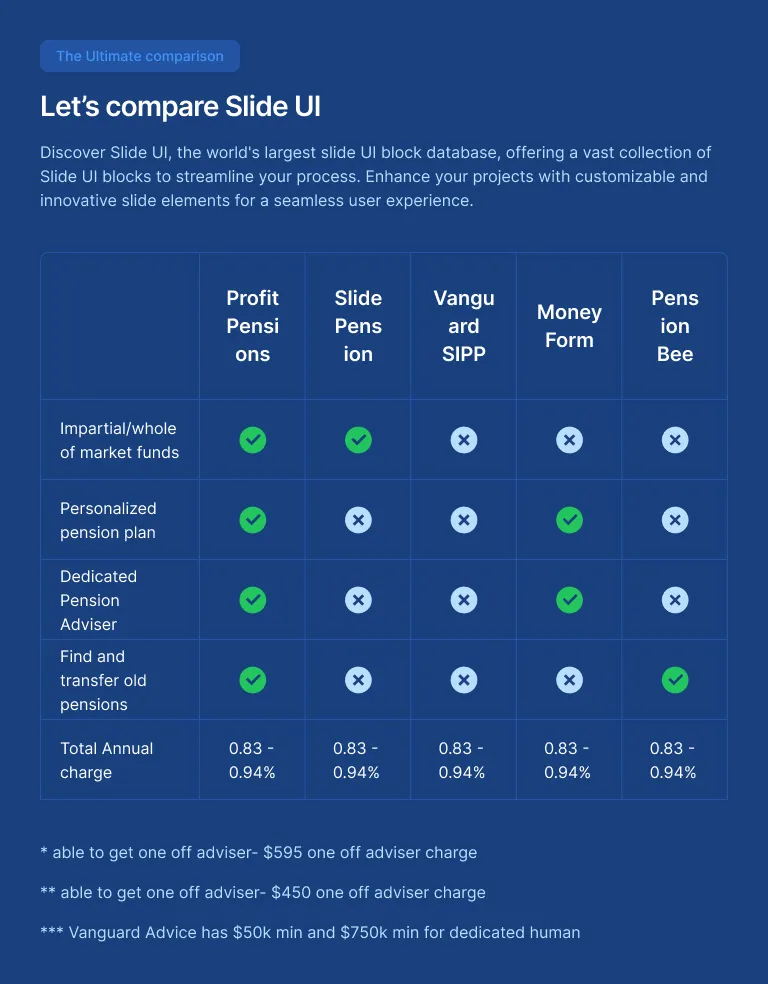 The Ultimate comparison
Let's compare Slide UI
Discover Slide UI, the world's largest slide UI block database, offering a vast collection of
Slide UI blocks to streamline your process. Enhance your projects with customizable and
innovative slide elements for a seamless user experience.
Profit
Pensi
ons
Slide
Pens
ion
Vangu
ard
SIPP
Money
Form
Pens
ion
Bee
Impartial/whole
of market funds
Personalized
pension plan
Dedicated
Pension
Adviser
Find and
transfer old
pensions
Total Annual
charge
0.83 -
0.94%
0.83 -
0.94%
0.83 -
0.94%
0.83 -
0.94%
0.83 -
0.94%
* able to get one off adviser- $595 one off adviser charge
** able to get one off adviser- $450 one off adviser charge
*** Vanguard Advice has $50k min and $750k min for dedicated human